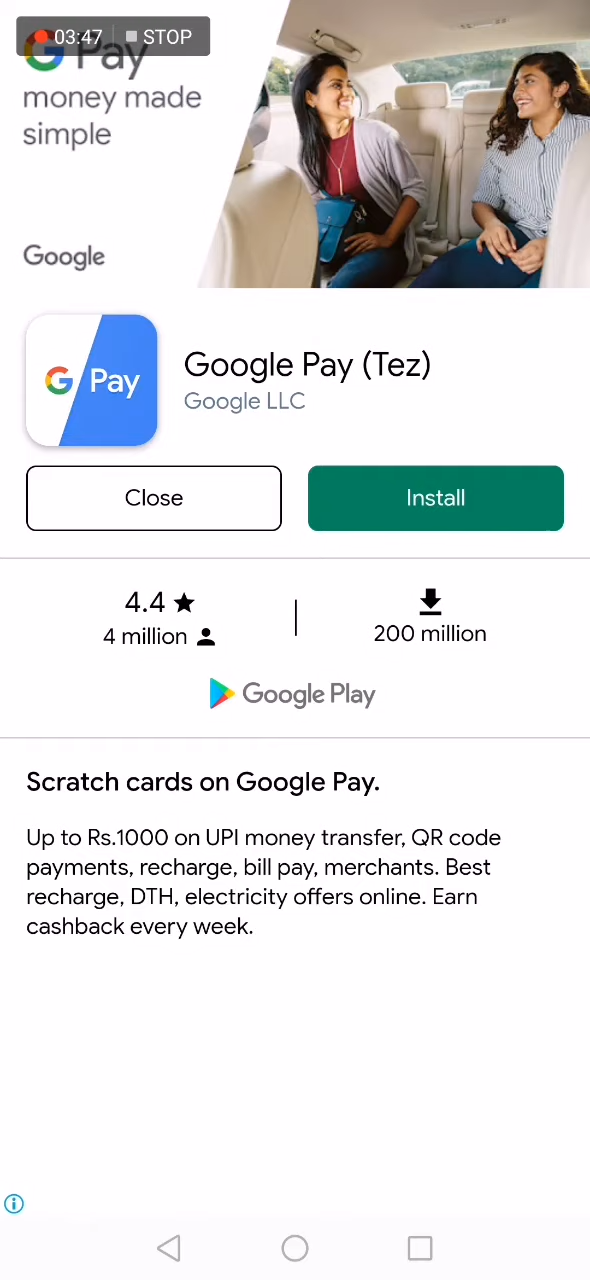 03:47 STOP
G Pay
money made
simple
Google
G Pay
Google Pay (Tez)
Google LLC
Close
Install
4.4 ★
4 million
200 million
Google Play
Scratch cards on Google Pay.
Up to Rs.1000 on UPI money transfer, QR code
payments, recharge, bill pay, merchants. Best
recharge, DTH, electricity offers online. Earn
cashback every week.